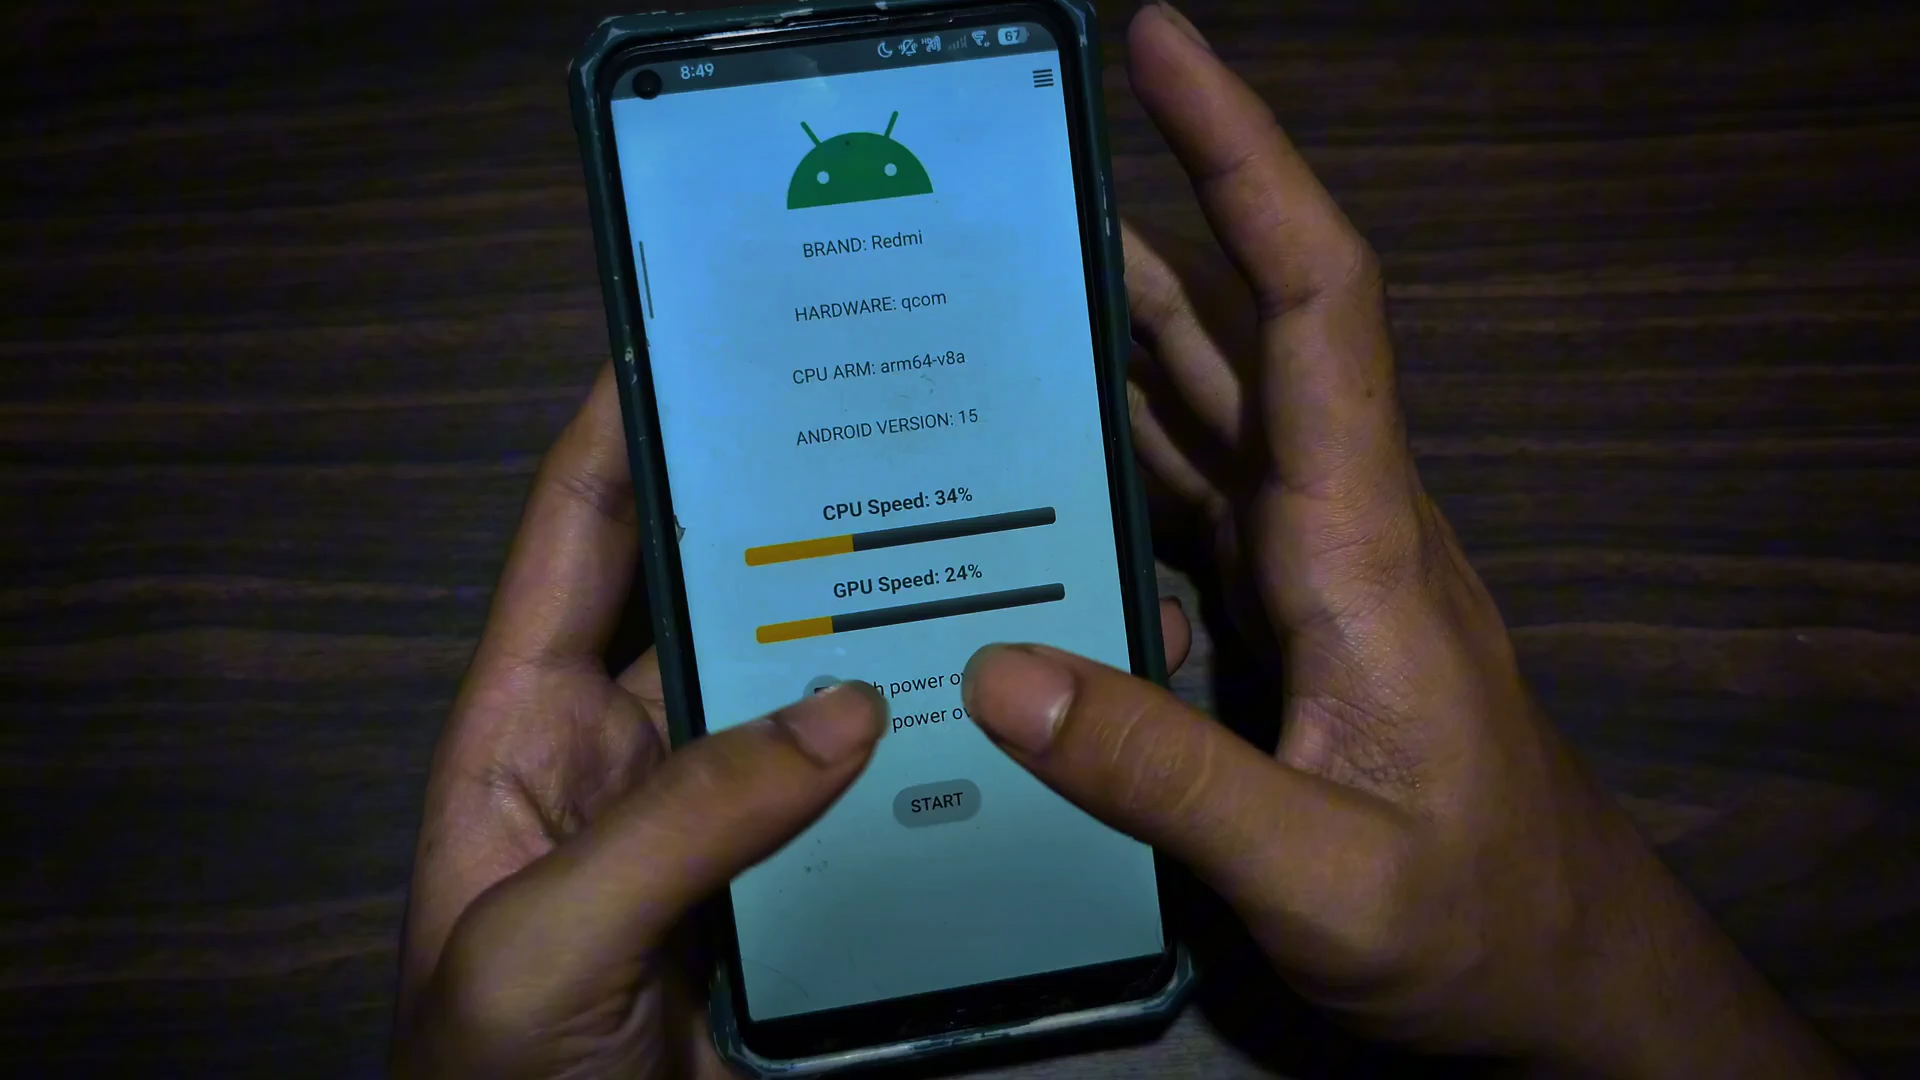 8:49
67
BRAND: Redmi
HARDWARE: qcom
CPU ARM: arm64-v8a
ANDROID VERSION: 15
CPU Speed: 34%
GPU Speed: 24%
power
power
START